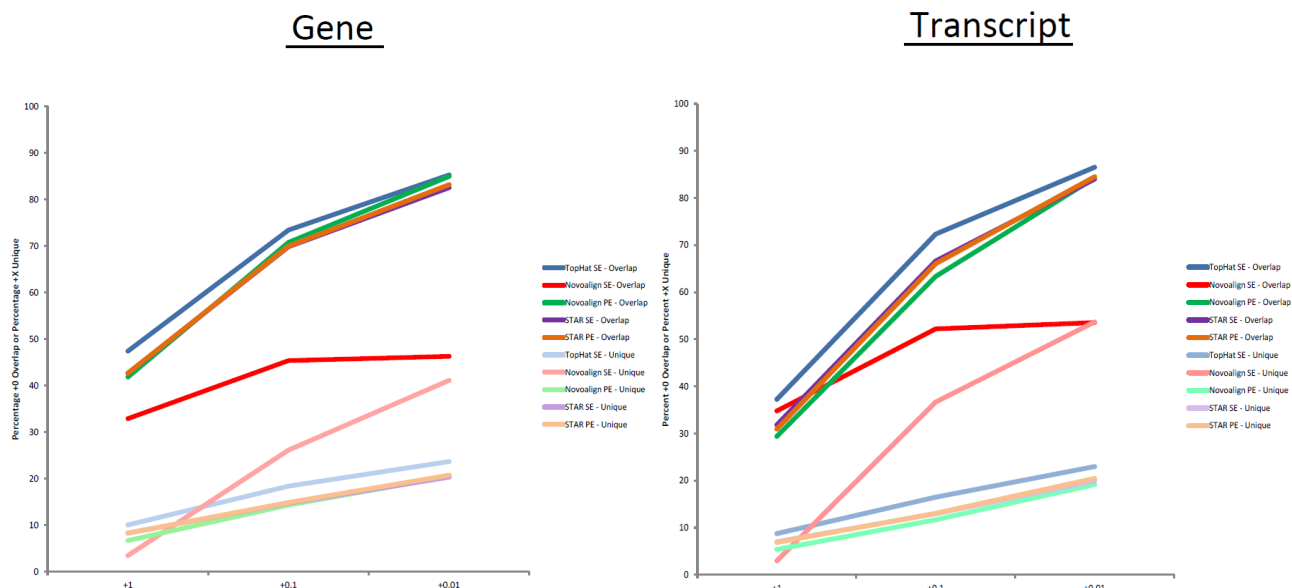 Gene
Percentage +0 Overlap or Percentage +X Unique
100
90
80
70
60
50
40
30
20
10
0
+1
+0.1
+0.01
TopHat SE - Overlap
Novoalign SE- Overlap
Novoalign PE - Overlap
STAR SE - Overlap
STAR PE - Overlap
TopHat SE - Unique
Novoalign SE - Unique
Novoalign PE - Unique
STAR SE - Unique
STAR PE - Unique
Transcript
Percent +0 Overlap or Percent +X Unique
100
90
80
70
60
50
40
30
20
10
0
+1
+0.1
+0.01
TopHat SE - Overlap
Novoalign SE - Overlap
Novoalign PE - Overlap
STAR SE - Overlap
STAR PE - Overlap
TopHat SE - Unique
Novoalign SE - Unique
Novoalign PE - Unique
STAR SE - Unique
STAR PE - Unique